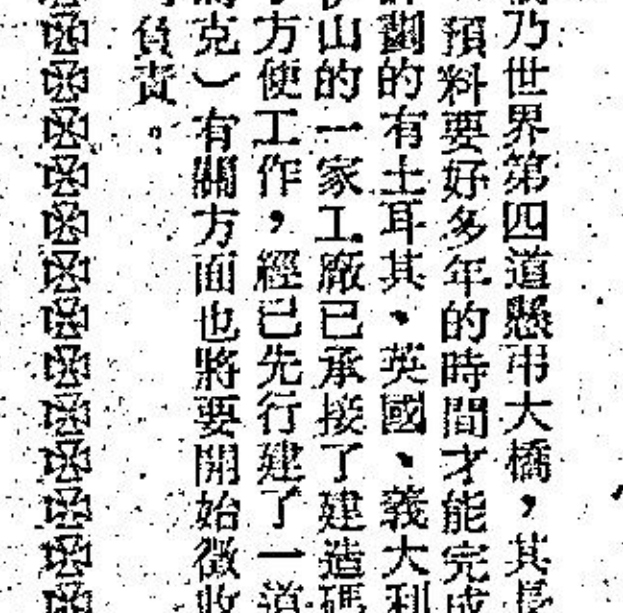 乃世界第四道懸吊大橋，其長
預料要好多年的時間才能完成
劃的有土耳其、英國、義大利
山的一家工廠已承接了建造碼
方便工作，經已先行建了一道
克）有關方面也將要開始徵收
負責。